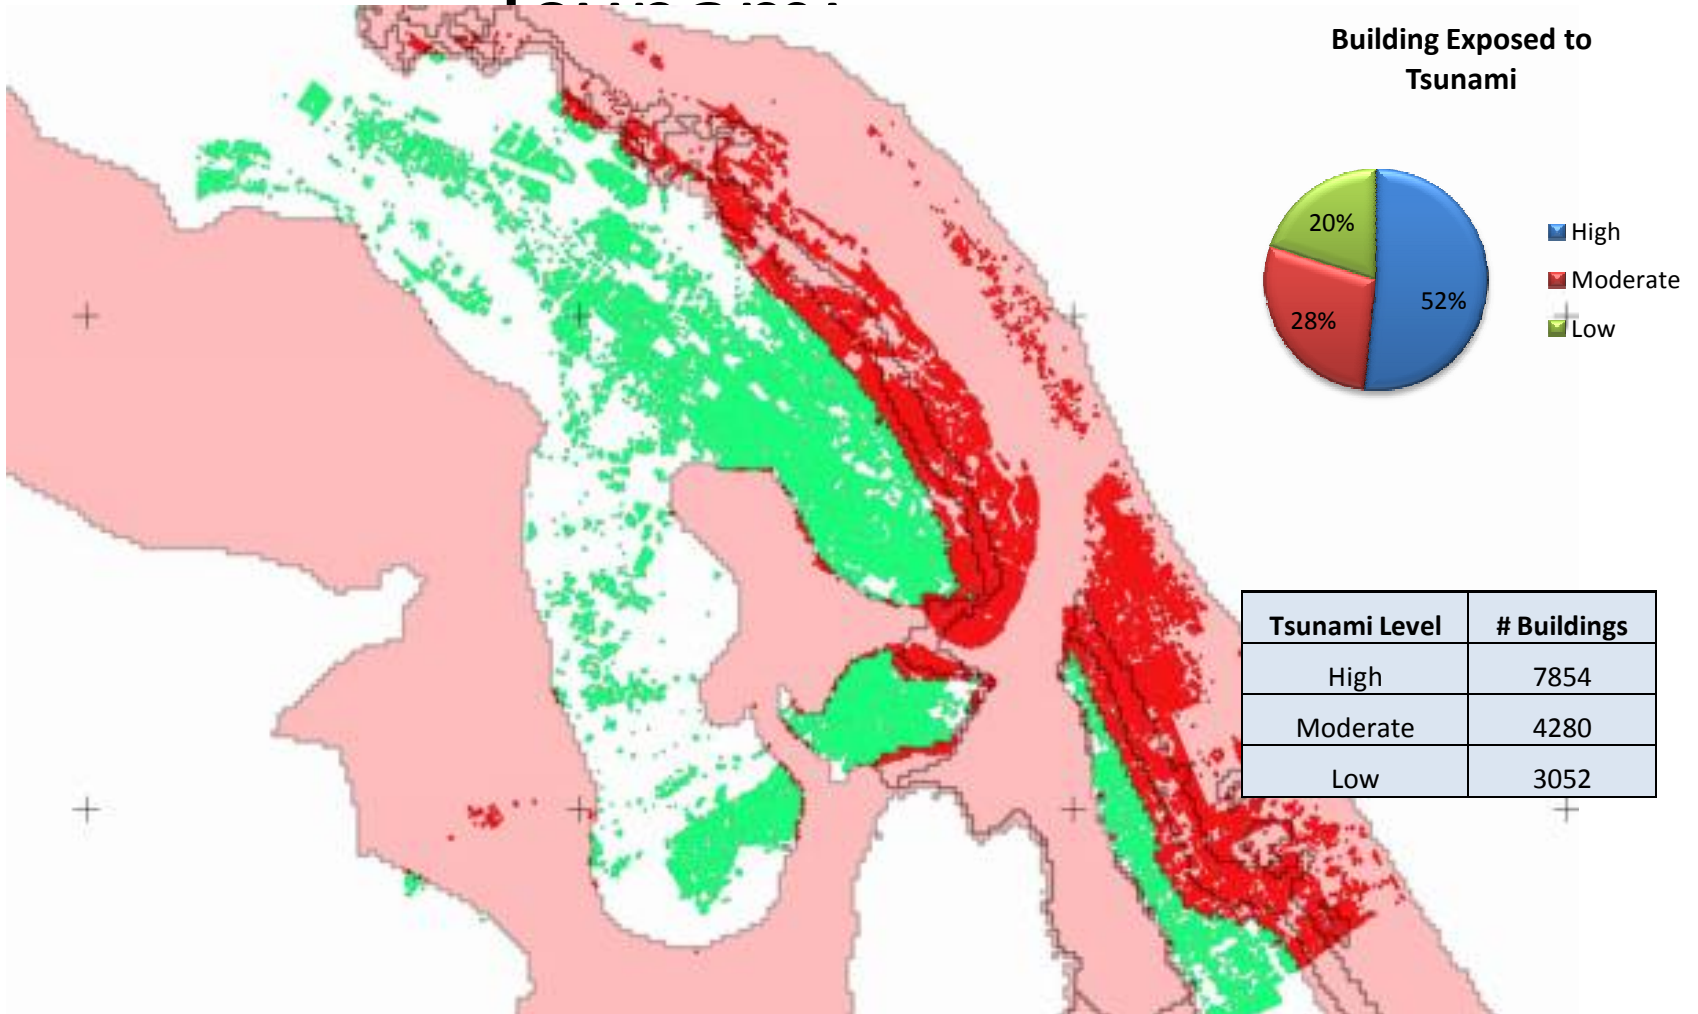 Building Exposed to
Tsunami
20%
52%
28%
High
Moderate
Low
Tsunami Level # Buildings
High 7854
Moderate 4280
Low 3052